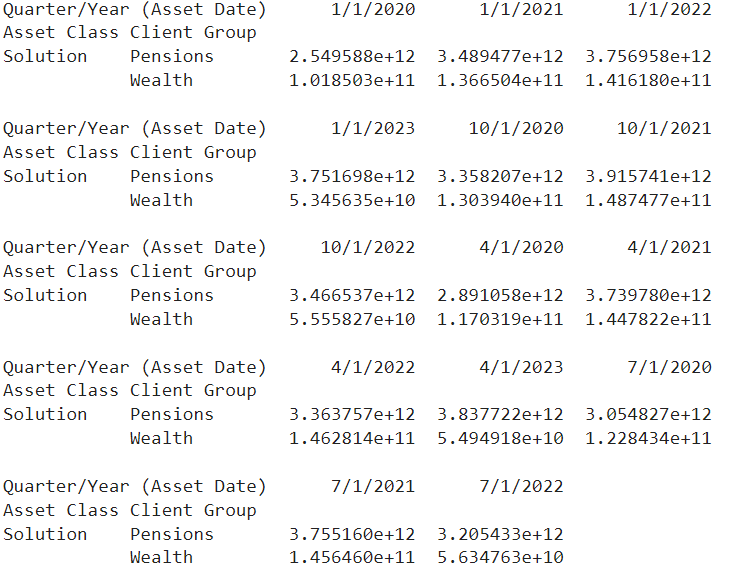 Quarter/Year (Asset Date)      1/1/2020      1/1/2021      1/1/2022
Asset Class Client Group
Solution    Pensions       2.549588e+12  3.489477e+12  3.756958e+12
            Wealth         1.018503e+11  1.366504e+11  1.416180e+11

Quarter/Year (Asset Date)      1/1/2023     10/1/2020     10/1/2021
Asset Class Client Group
Solution    Pensions       3.751698e+12  3.358207e+12  3.915741e+12
            Wealth         5.345635e+10  1.303940e+11  1.487477e+11

Quarter/Year (Asset Date)     10/1/2022      4/1/2020      4/1/2021
Asset Class Client Group
Solution    Pensions       3.466537e+12  2.891058e+12  3.739780e+12
            Wealth         5.555827e+10  1.170319e+11  1.447822e+11

Quarter/Year (Asset Date)      4/1/2022      4/1/2023      7/1/2020
Asset Class Client Group
Solution    Pensions       3.363757e+12  3.837722e+12  3.054827e+12
            Wealth         1.462814e+11  5.494918e+10  1.228434e+11

Quarter/Year (Asset Date)      7/1/2021      7/1/2022
Asset Class Client Group
Solution    Pensions       3.755160e+12  3.205433e+12
            Wealth         1.456460e+11  5.634763e+10